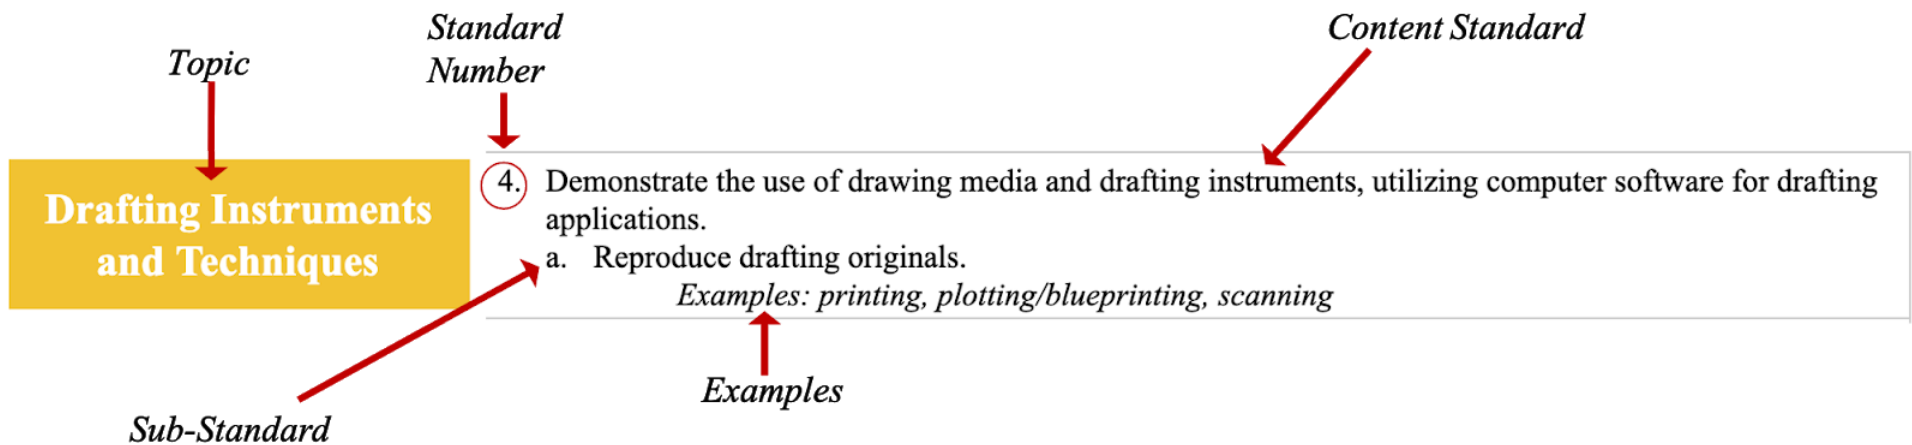 Topic
Standard
Number
Content Standard
Drafting Instruments
and Techniques
4. Demonstrate the use of drawing media and drafting instruments, utilizing computer software for drafting
applications.
a. Reproduce drafting originals.
Examples: printing, plotting/blueprinting, scanning
Examples
Sub-Standard